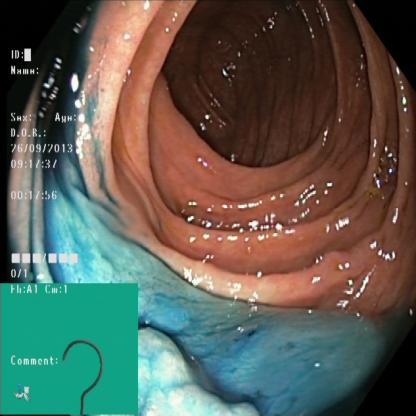 ID:
Name:
Sex: Age:
D.O.B.:
26/09/2013
09:17:37
00:17:56
0/1
Eh:A1 Cm:1
Comment: